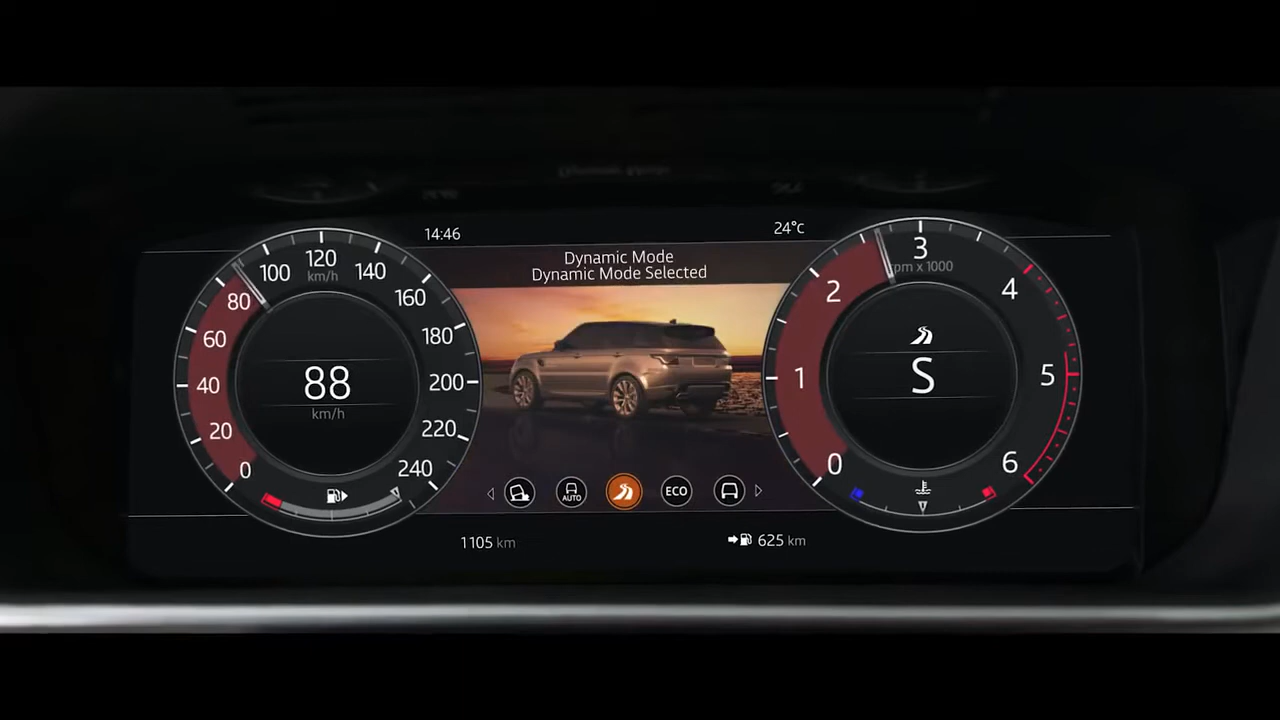 14:46
24°c
Dynamic Mode
Dynamic Mode Selected
0
20
40
60
80
100
120
140
160
180
200
220
240
km/h
88
km/h
0
1
2
3
4
5
6
rpm x 1000
S
AUTO
ECO
1105 km
625 km